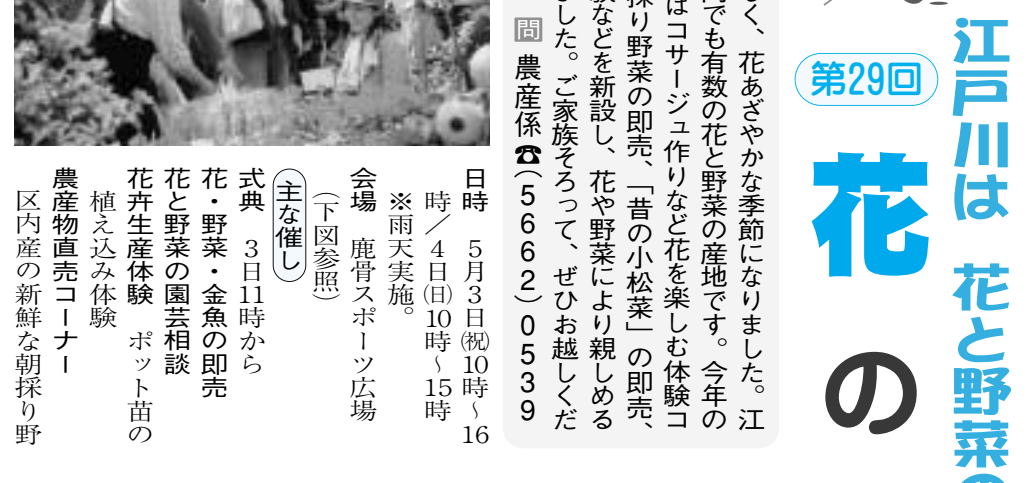 江戸川は 花と野菜の
第29回
花の
く、花あざやかな季節になりました。江
でも有数の花と野菜の産地です。今年の
はコサージュ作りなど花を楽しむ体験コ
採り野菜の即売、「昔の小松菜」の即売、
などを新設し、花や野菜により親しめる
した。ご家族そろって、ぜひお越しくだ
問 農産係☎(5662)0539
日時 5月3日㈷10時~16
時/4日㈰10時~15時
※雨天実施。
会場 鹿骨スポーツ広場
(下図参照)
主な催し
式典 3日11時から
花・野菜・金魚の即売
花と野菜の園芸相談
花卉生産体験 ポット苗の
植え込み体験
農産物直売コーナー
区内産の新鮮な朝採り野